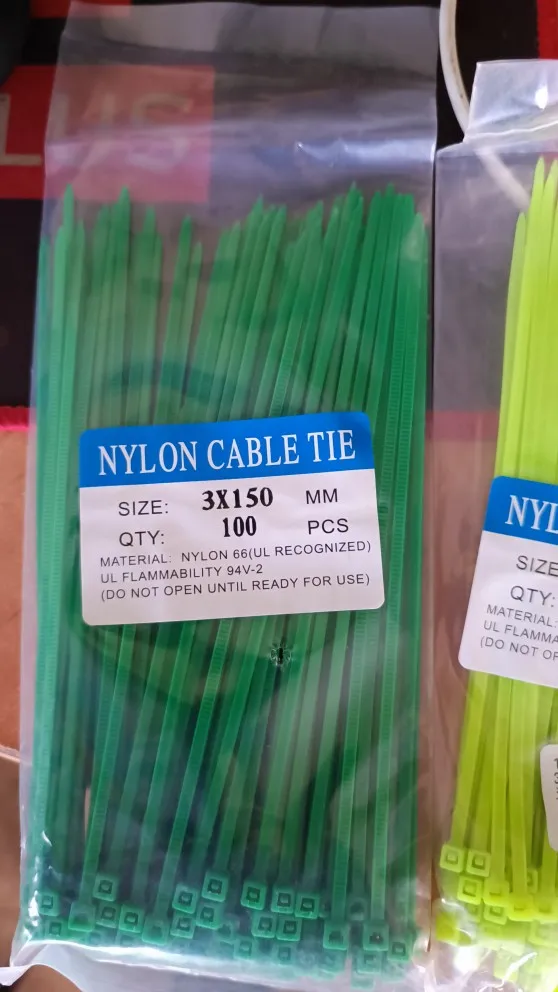 LUS
NYLON CABLE TIE
SIZE: 3X150 MM
QTY: 100 PCS
MATERIAL: NYLON 66(UL RECOGNIZED)
UL FLAMMABILITY 94V-2
(DO NOT OPEN UNTIL READY FOR USE)
NYL
SIZE
QTY:
MATERIAL:
UL FLAMMA
(DO NOT OP